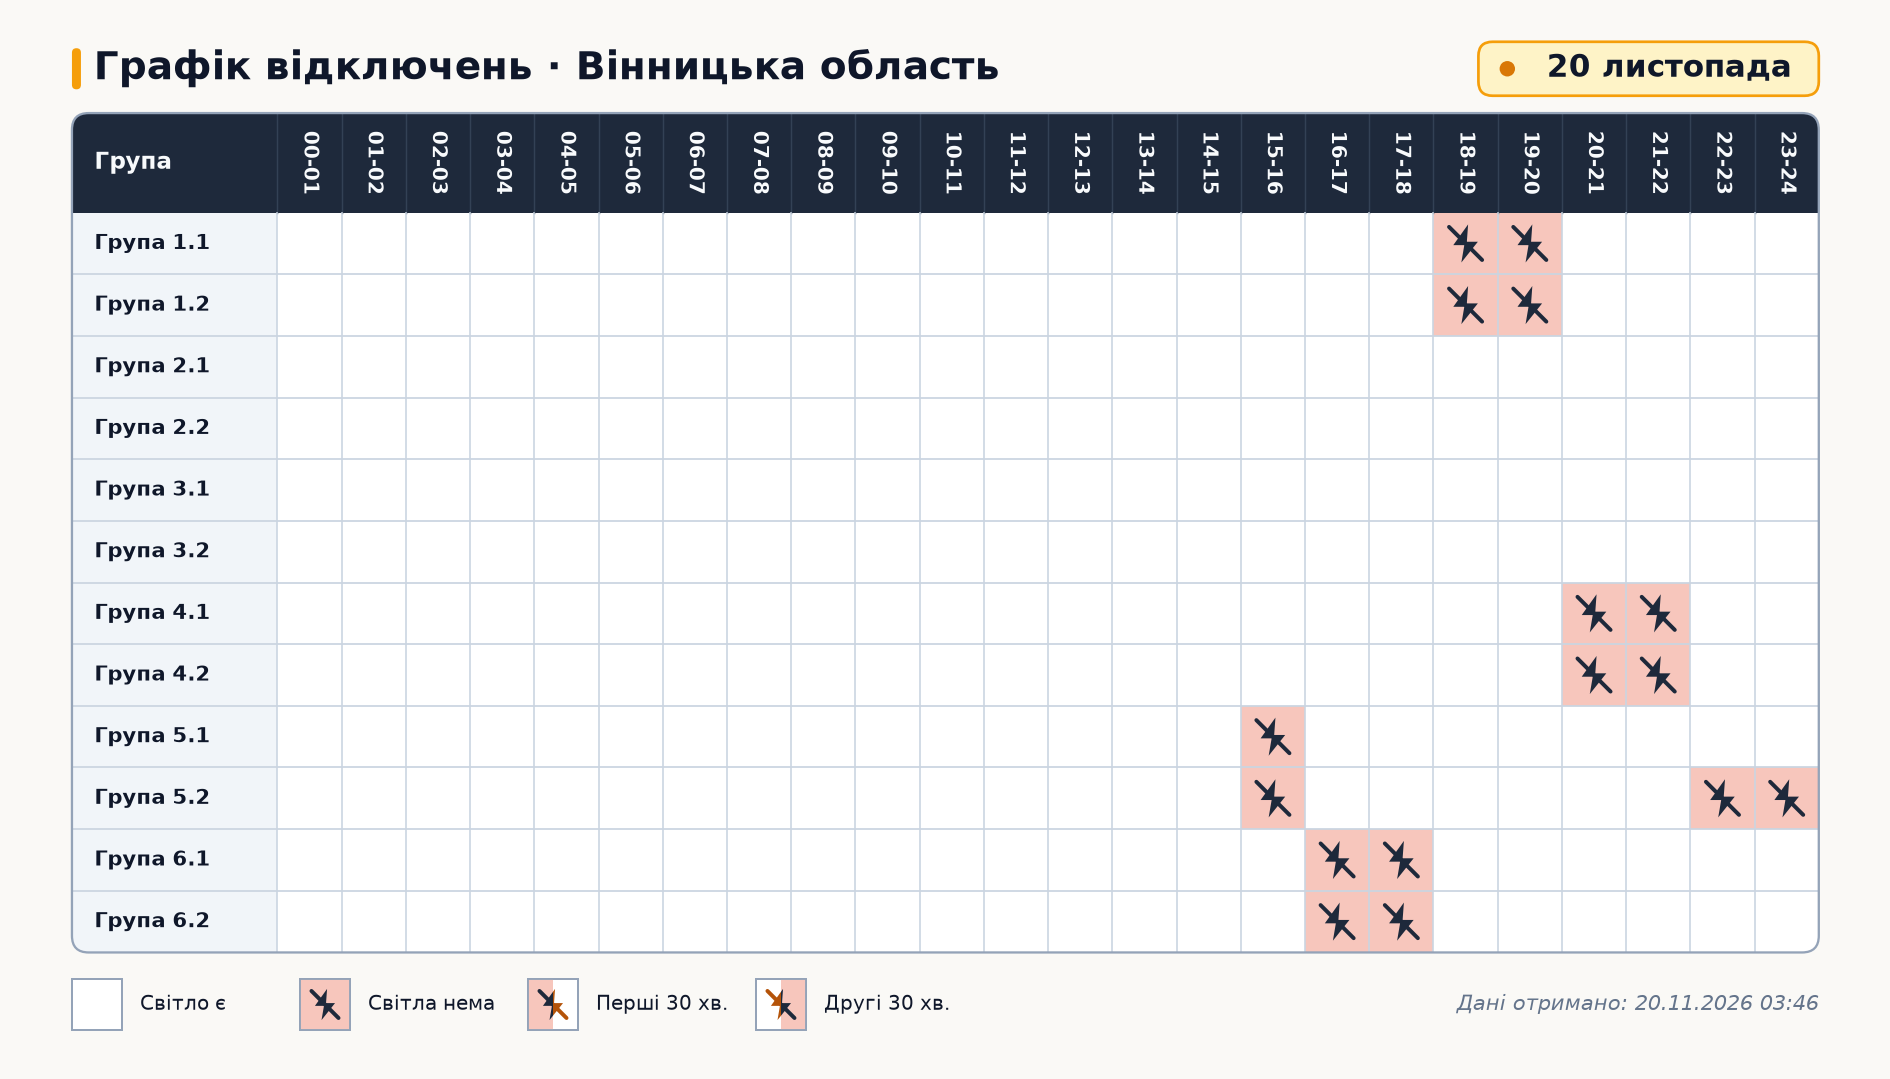 Графік відключень · Вінницька область
20 листопада
Група 00-01 01-02 02-03 03-04 04-05 05-06 06-07 07-08 08-09 09-10 10-11 11-12 12-13 13-14 14-15 15-16 16-17 17-18 18-19 19-20 20-21 21-22 22-23 23-24
Група 1.1
Група 1.2
Група 2.1
Група 2.2
Група 3.1
Група 3.2
Група 4.1
Група 4.2
Група 5.1
Група 5.2
Група 6.1
Група 6.2
Світло є Світла нема Перші 30 хв. Другі 30 хв.
Дані отримано: 20.11.2026 03:46